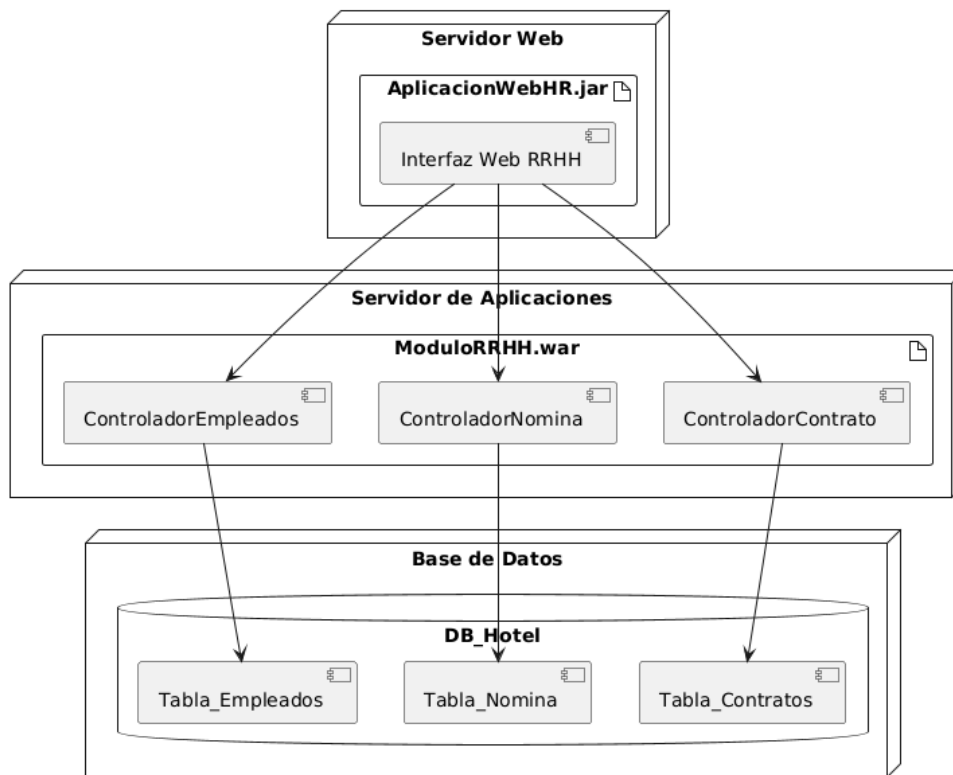 Servidor Web
AplicacionWebHR.jar
Interfaz Web RRHH
Servidor de Aplicaciones
ModuloRRHH.war
ControladorEmpleados
ControladorNomina
ControladorContrato
Base de Datos
DB_Hotel
Tabla_Empleados
Tabla_Nomina
Tabla_Contratos